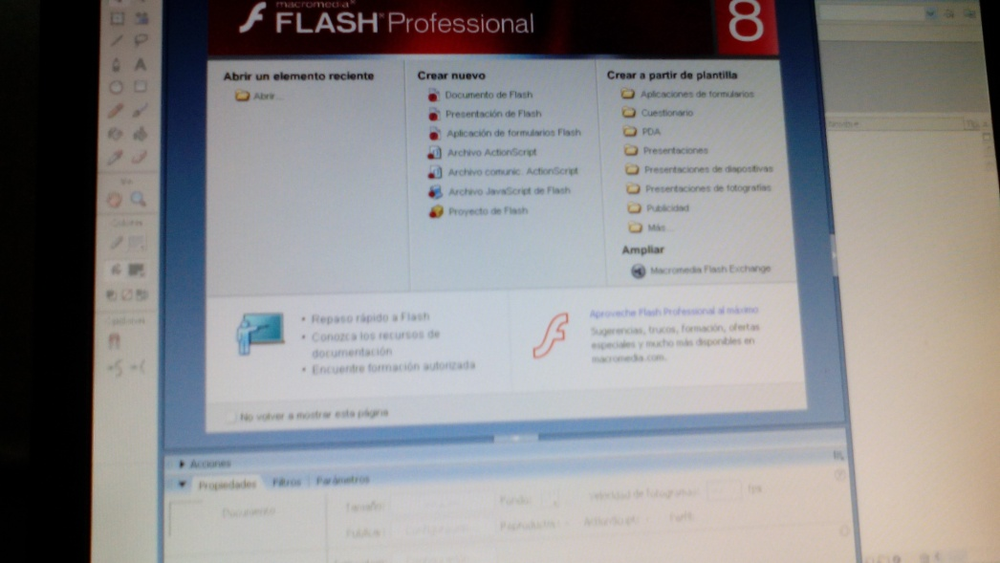 macromedia
FLASH Professional
8
Abrir un elemento reciente
Abrir...
Crear nuevo
Documento de Flash
Presentación de Flash
Aplicación de formularios Flash
Archivo ActionScript
Archivo comunic. ActionScript
Archivo JavaScript de Flash
Proyecto de Flash
Crear a partir de plantilla
Aplicaciones de formularios
Cuestionario
PDA
Presentaciones
Presentaciones de diapositivas
Presentaciones de fotografías
Publicidad
Más...
Ampliar
Macromedia Flash Exchange
• Repaso rápido a Flash
• Conozca los recursos de
documentación
• Encuentre formación autorizada
Aproveche Flash Professional al máximo
Sugerencias, trucos, formación, ofertas
especiales y mucho más disponibles en
macromedia.com.
No volver a mostrar esta página
Acciones
Propiedades Filtros Parámetros
Documento
Tamaño:
Fondo:
Velocidad de fotogramas:
fps
Publicar: